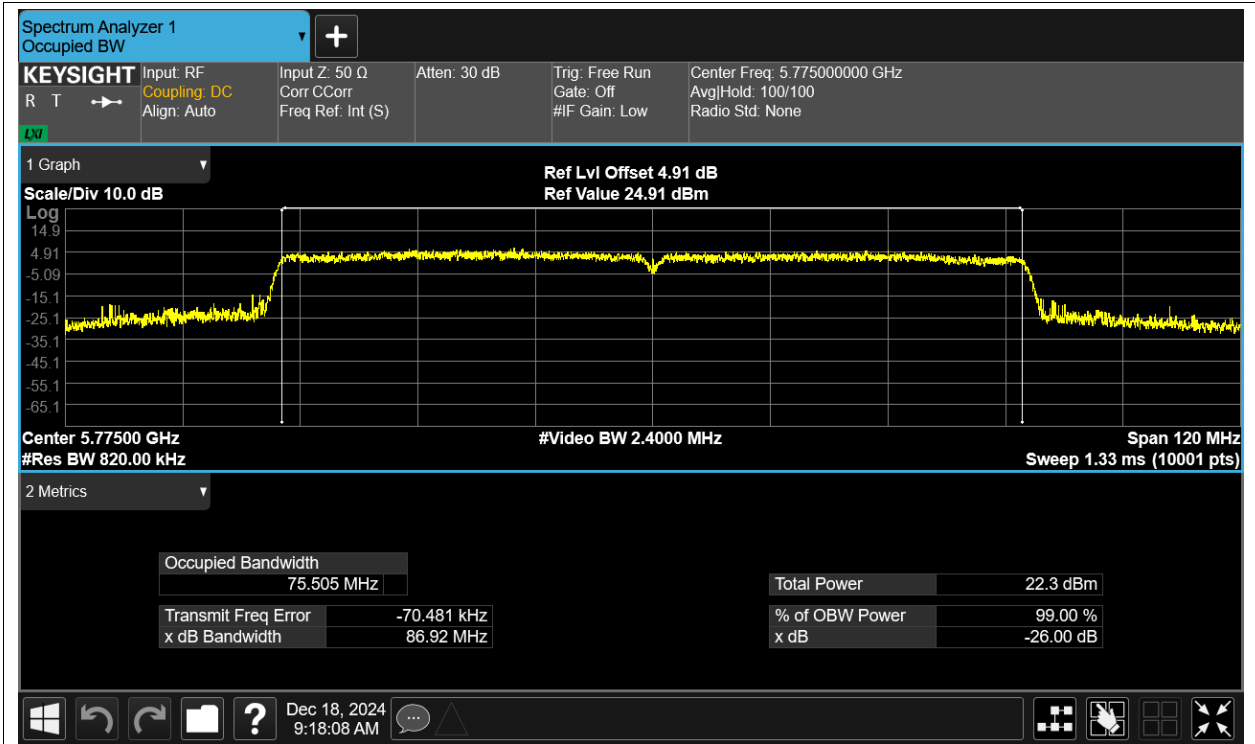 Spectrum Analyzer 1
Occupied BW
KEYSIGHT Input: RF Input Z: 50 Ω Atten: 30 dB Trig: Free Run Center Freq: 5.775000000 GHz
R T Coupling: DC Corr CCorr Gate: Off Avg|Hold: 100/100
Align: Auto Freq Ref: Int (S) #IF Gain: Low Radio Std: None
LXI
1 Graph
Ref Lvl Offset 4.91 dB
Scale/Div 10.0 dB Ref Value 24.91 dBm
Log
14.9
4.91
-5.09
-15.1
-25.1
-35.1
-45.1
-55.1
-65.1
Center 5.77500 GHz #Video BW 2.4000 MHz Span 120 MHz
#Res BW 820.00 kHz Sweep 1.33 ms (10001 pts)
2 Metrics
Occupied Bandwidth
75.505 MHz Total Power 22.3 dBm
Transmit Freq Error -70.481 kHz % of OBW Power 99.00 %
x dB Bandwidth 86.92 MHz x dB -26.00 dB
? Dec 18, 2024
9:18:08 AM